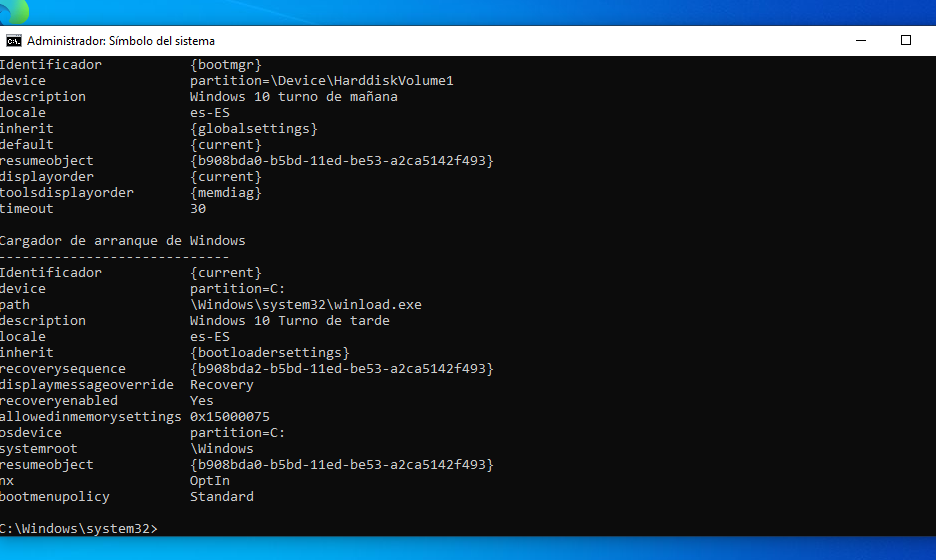 Administrador: Símbolo del sistema
Identificador {bootmgr}
device partition=\Device\HarddiskVolume1
description Windows 10 turno de mañana
locale es-ES
inherit {globalsettings}
default {current}
resumeobject {b908bda0-b5bd-11ed-be53-a2ca5142f493}
displayorder {current}
toolsdisplayorder {memdiag}
timeout 30
Cargador de arranque de Windows
-----------------------------
Identificador {current}
device partition=C:
path \Windows\system32\winload.exe
description Windows 10 Turno de tarde
locale es-ES
inherit {bootloadersettings}
recoverysequence {b908bda2-b5bd-11ed-be53-a2ca5142f493}
displaymessageoverride Recovery
recoveryenabled Yes
allowedinmemorysettings 0x15000075
osdevice partition=C:
systemroot \Windows
resumeobject {b908bda0-b5bd-11ed-be53-a2ca5142f493}
nx OptIn
bootmenupolicy Standard
C:\Windows\system32>